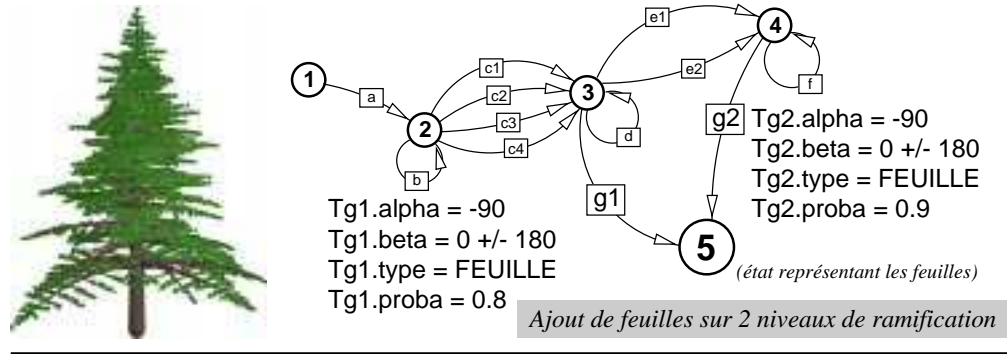 1
a
2
b
c1
c2
c3
c4
3
d
e1
e2
4
f
g1
g2
5
Tg1.alpha = -90
Tg1.beta = 0 +/- 180
Tg1.type = FEUILLE
Tg1.proba = 0.8
Tg2.alpha = -90
Tg2.beta = 0 +/- 180
Tg2.type = FEUILLE
Tg2.proba = 0.9
(état représentant les feuilles)
Ajout de feuilles sur 2 niveaux de ramification